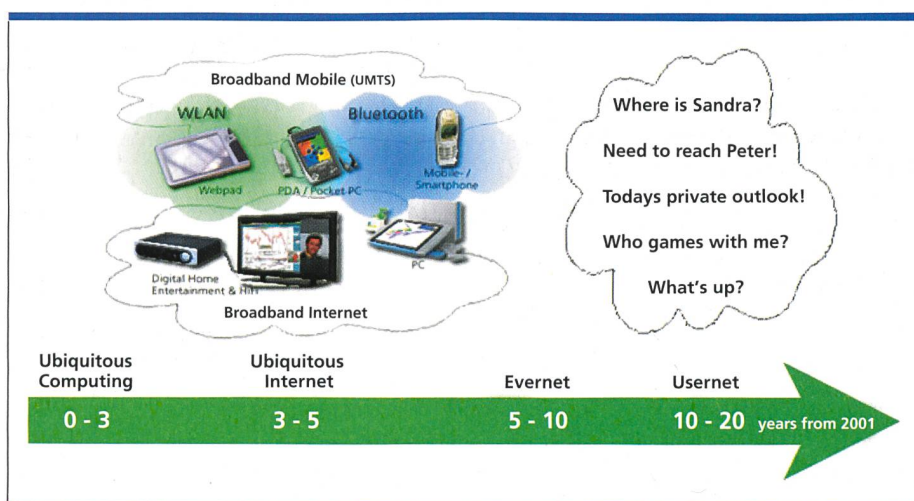 Broadband Mobile (UMTS)
WLAN
Bluetooth
Webpad
PDA / Pocket PC
Mobile- /
Smartphone
PC
Digital Home
Entertainment & HiFi
Broadband Internet
Where is Sandra?
Need to reach Peter!
Todays private outlook!
Who games with me?
What's up?
Ubiquitous
Computing
Ubiquitous
Internet
Evernet
Usernet
0 - 3
3 - 5
5 - 10
10 - 20
years from 2001